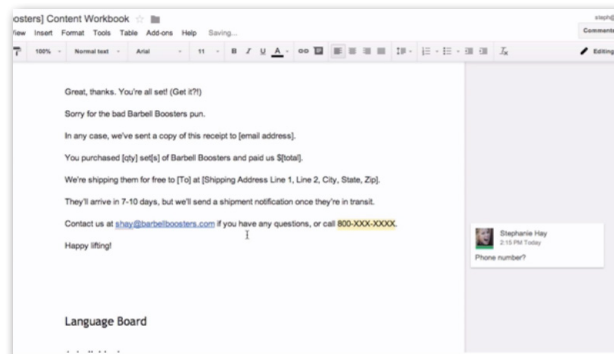 osters] Content Workbook
steph@
View Insert Format Tools Table Add-ons Help Saving...
Comments
100% Normal text Arial 11 B I U A
Editing
Great, thanks. You're all set! (Get it?!)
Sorry for the bad Barbell Boosters pun.
In any case, we've sent a copy of this receipt to [email address].
You purchased [qty] set[s] of Barbell Boosters and paid us $[total].
We're shipping them for free to [To] at [Shipping Address Line 1, Line 2, City, State, Zip].
They'll arrive in 7-10 days, but we'll send a shipment notification once they're in transit.
Contact us at shay@barbellboosters.com if you have any questions, or call 800-XXX-XXXX.
Happy lifting!
Stephanie Hay
2:15 PM Today
Phone number?
Language Board